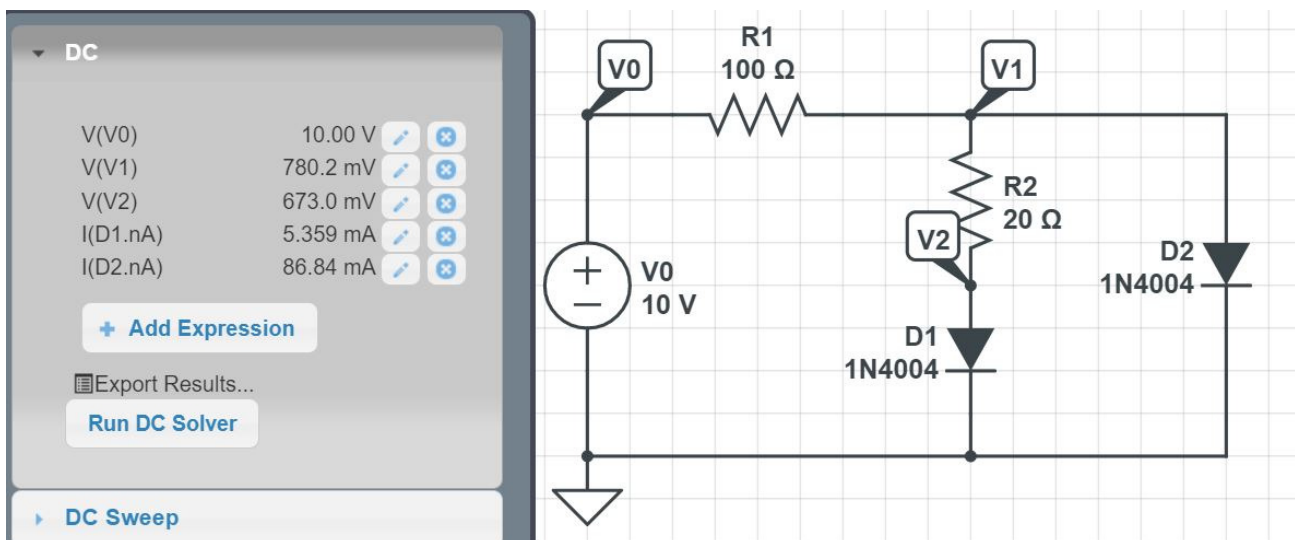 DC
V(V0) 10.00 V
V(V1) 780.2 mV
V(V2) 673.0 mV
I(D1.nA) 5.359 mA
I(D2.nA) 86.84 mA
+ Add Expression
Export Results...
Run DC Solver
DC Sweep
V0
R1
100 Ω
V1
R2
20 Ω
V2
V0
10 V
D1
1N4004
D2
1N4004
+
−